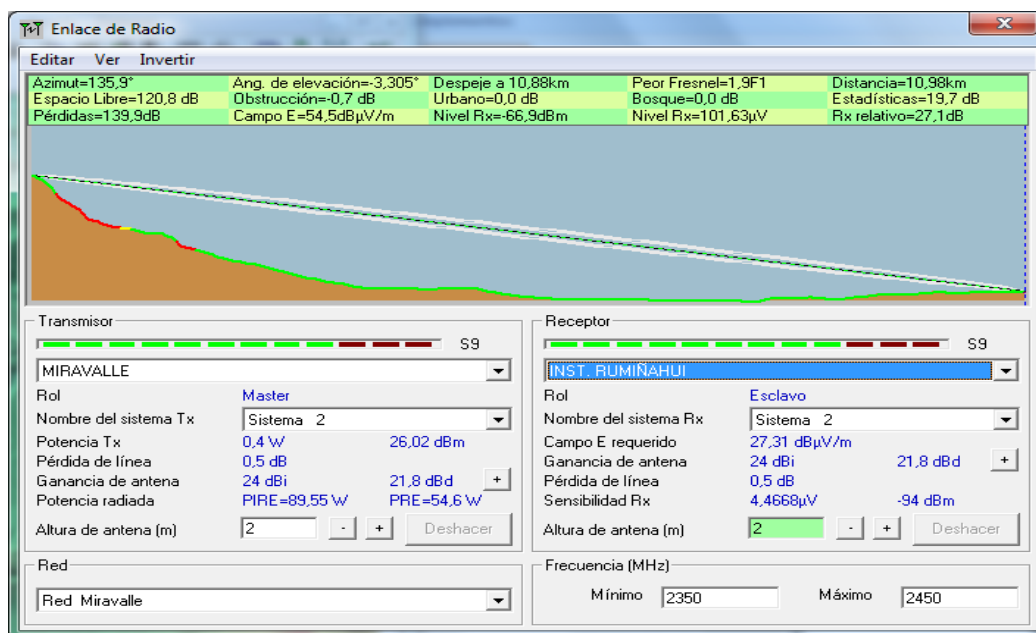 Enlace de Radio
Editar Ver Invertir
Azimut=135,9° Ang. de elevación=-3,305° Despeje a 10,88km Peor Fresnel=1,9F1 Distancia=10,98km
Espacio Libre=120,8 dB Obstrucción=-0,7 dB Urbano=0,0 dB Bosque=0,0 dB Estadísticas=19,7 dB
Pérdidas=139,9dB Campo E=54,5dBµV/m Nivel Rx=-66,9dBm Nivel Rx=101,63µV Rx relativo=27,1dB
Transmisor
S9
MIRAVALLE
Rol Master
Nombre del sistema Tx Sistema 2
Potencia Tx 0,4 W 26,02 dBm
Pérdida de línea 0,5 dB
Ganancia de antena 24 dBi 21,8 dBd +
Potencia radiada PIRE=89,55 W PRE=54,6 W
Altura de antena (m) 2 - + Deshacer
Receptor
S9
INST. RUMIÑAHUI
Rol Esclavo
Nombre del sistema Rx Sistema 2
Campo E requerido 27,31 dBµV/m
Ganancia de antena 24 dBi 21,8 dBd +
Pérdida de línea 0,5 dB
Sensibilidad Rx 4,4668µV -94 dBm
Altura de antena (m) 2 - + Deshacer
Red
Red Miravalle
Frecuencia (MHz)
Mínimo 2350 Máximo 2450